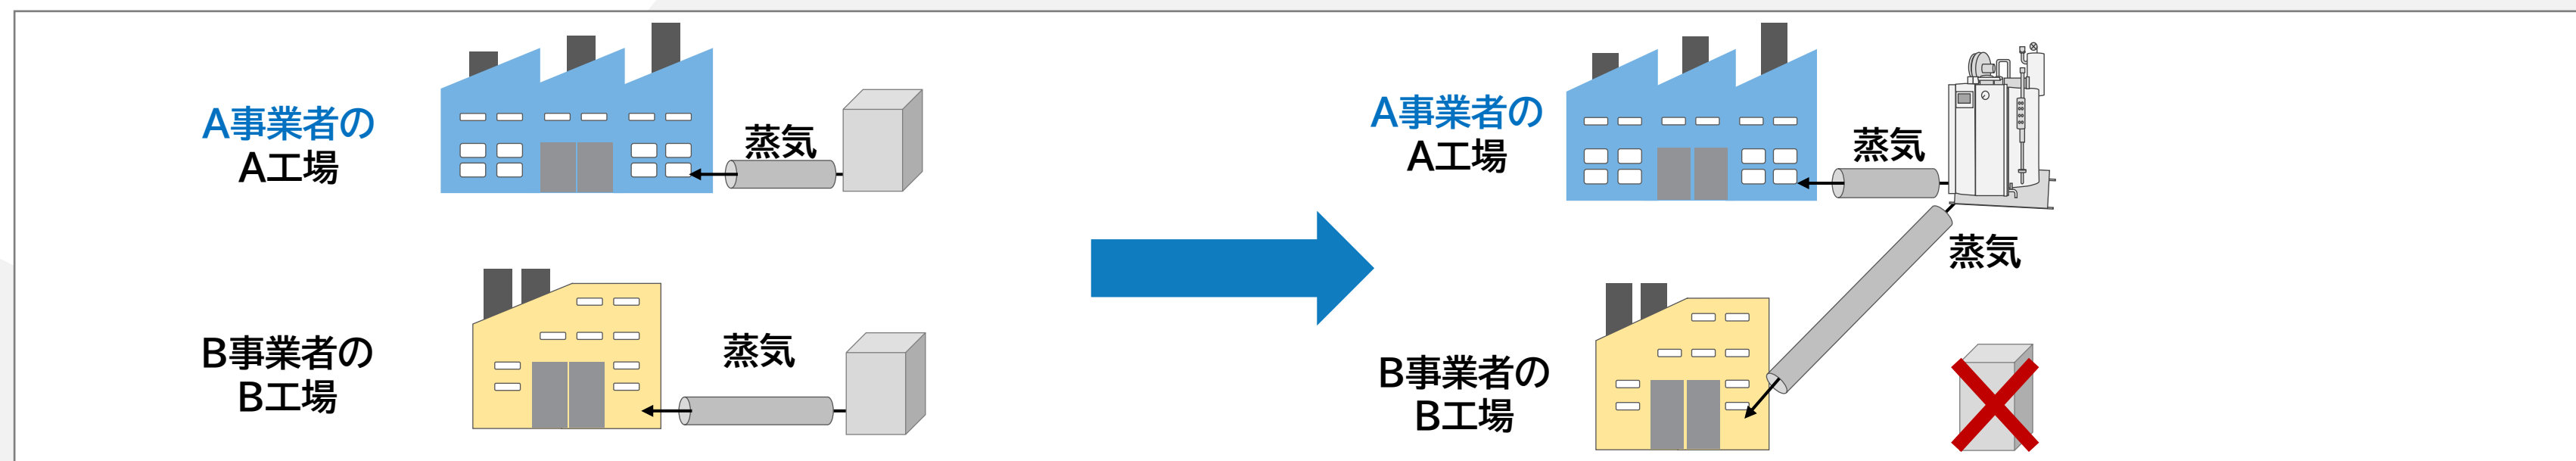 A事業者の
A工場
蒸気
B事業者の
B工場
蒸気
A事業者の
A工場
蒸気
蒸気
B事業者の
B工場